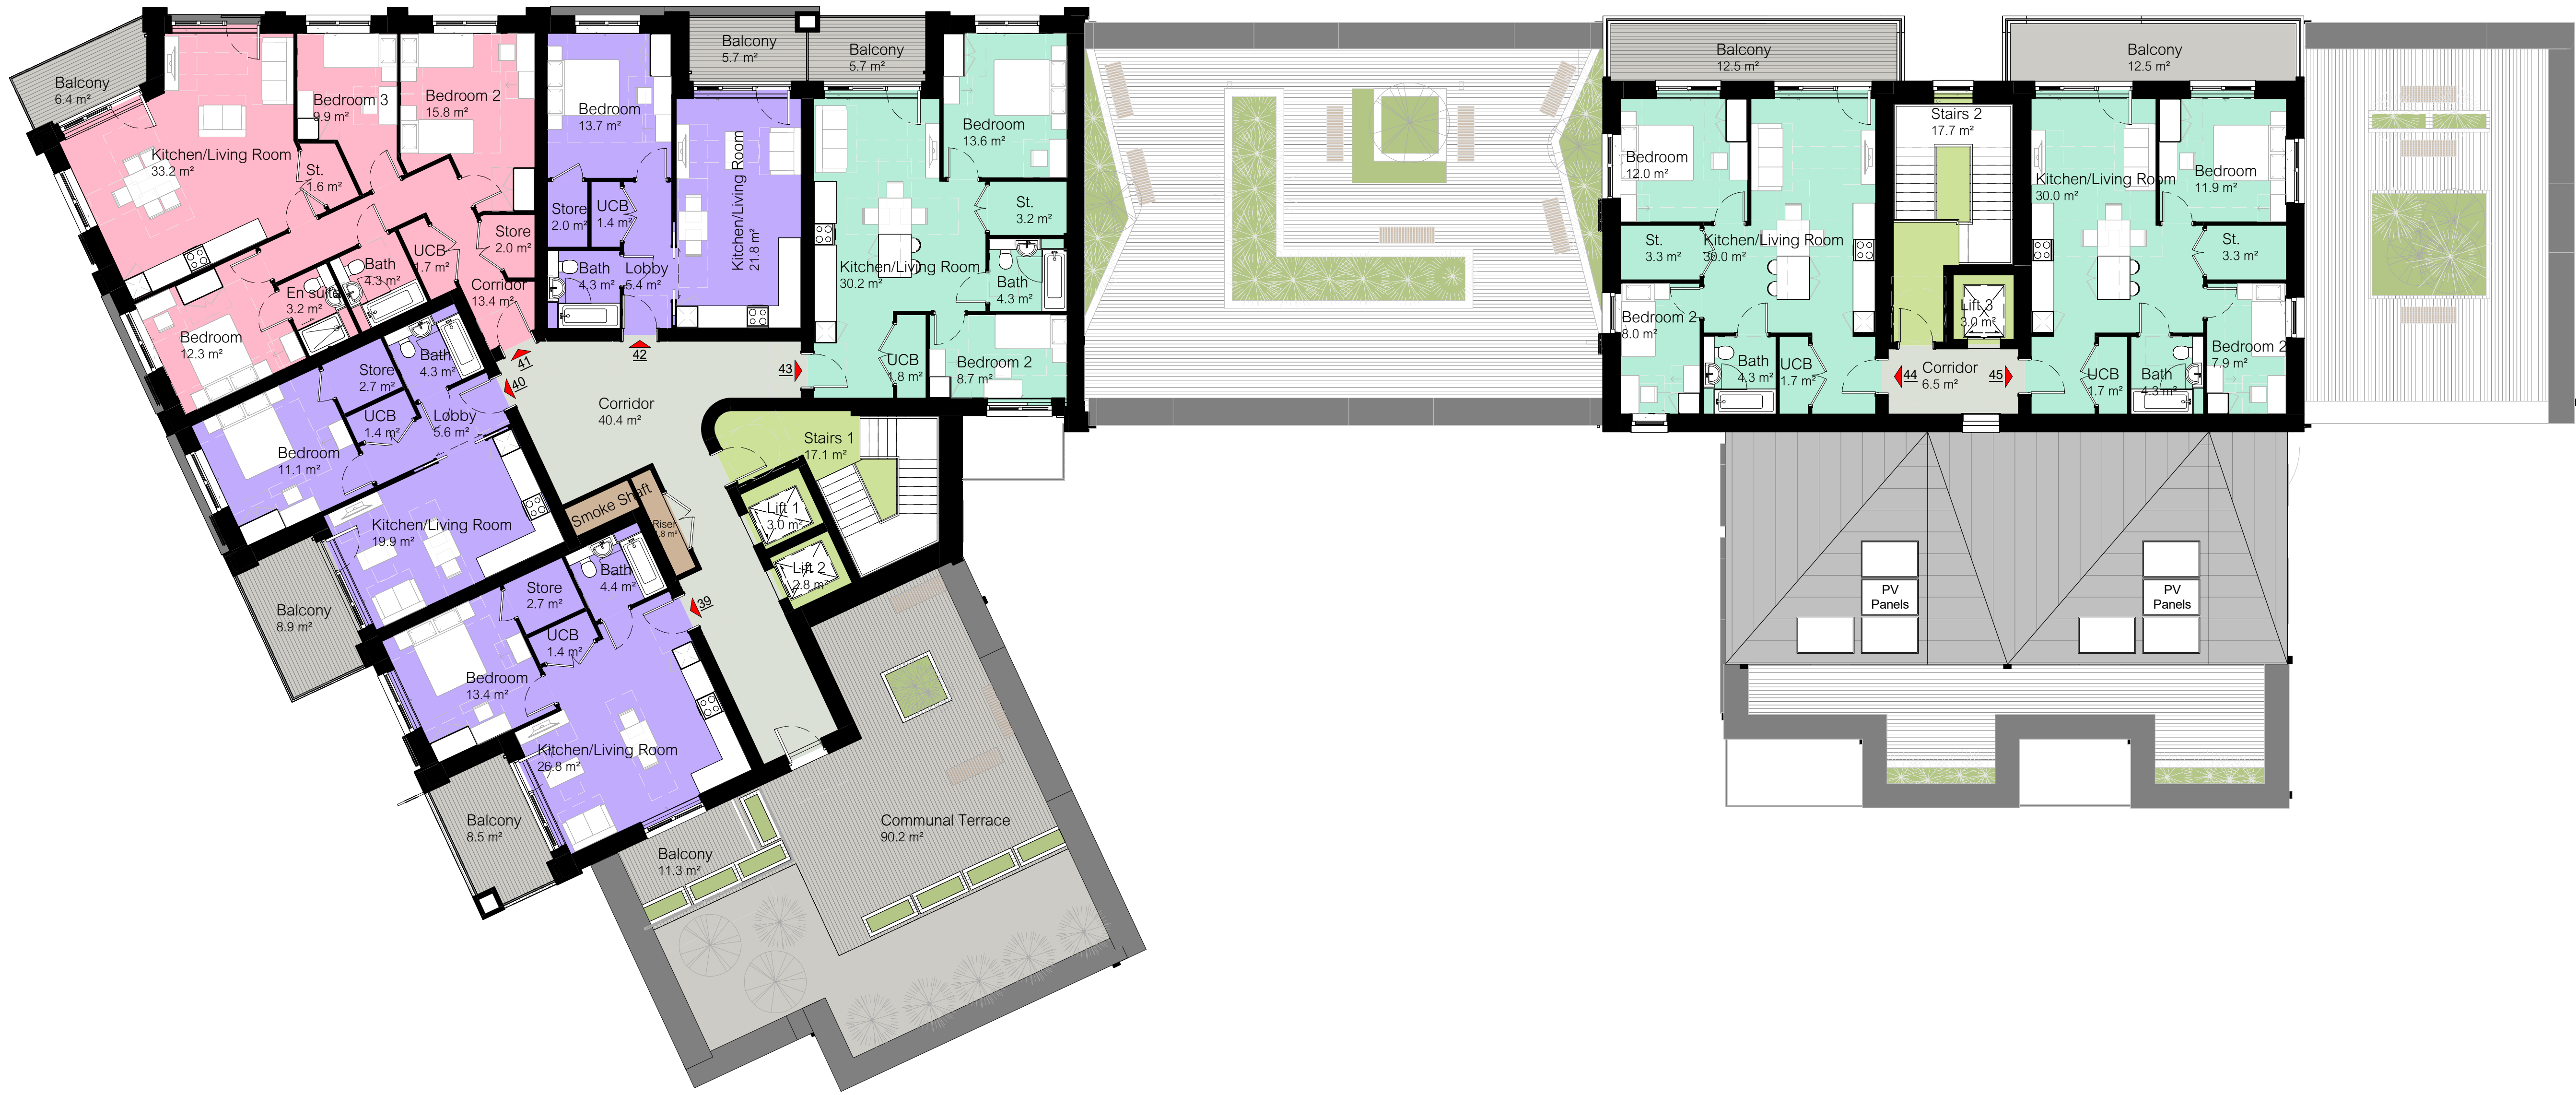 Balcony
6.4 m²
Kitchen/Living Room
33.2 m²
Bedroom 3
9.9 m²
Bedroom 2
15.8 m²
St.
1.6 m²
Store
2.0 m²
UCB
1.7 m²
Bath
4.3 m²
En suite
3.2 m²
Corridor
13.4 m²
Bedroom
12.3 m²
41
40
Bedroom
13.7 m²
Store
2.0 m²
UCB
1.4 m²
Bath
4.3 m²
Lobby
5.4 m²
Kitchen/Living Room
21.8 m²
Balcony
5.7 m²
42
Balcony
5.7 m²
Bedroom
13.6 m²
St.
3.2 m²
Kitchen/Living Room
30.2 m²
Bath
4.3 m²
UCB
1.8 m²
Bedroom 2
8.7 m²
43
Bath
4.3 m²
Store
2.7 m²
UCB
1.4 m²
Lobby
5.6 m²
Bedroom
11.1 m²
Kitchen/Living Room
19.9 m²
Balcony
8.9 m²
Corridor
40.4 m²
Stairs 1
17.1 m²
Smoke Shaft
Riser
Lift 1
3.0 m²
Lift 2
2.8 m²
39
Bath
4.4 m²
Store
2.7 m²
UCB
1.4 m²
Bedroom
13.4 m²
Kitchen/Living Room
26.8 m²
Balcony
8.5 m²
Balcony
11.3 m²
Communal Terrace
90.2 m²
Balcony
12.5 m²
Bedroom
12.0 m²
St.
3.3 m²
Kitchen/Living Room
30.0 m²
Bedroom 2
8.0 m²
Bath
4.3 m²
UCB
1.7 m²
44
Stairs 2
17.7 m²
Lift 3
3.0 m²
Corridor
6.5 m²
45
Balcony
12.5 m²
Kitchen/Living Room
30.0 m²
Bedroom
11.9 m²
St.
3.3 m²
UCB
1.7 m²
Bath
4.3 m²
Bedroom 2
7.9 m²
PV
Panels
PV
Panels